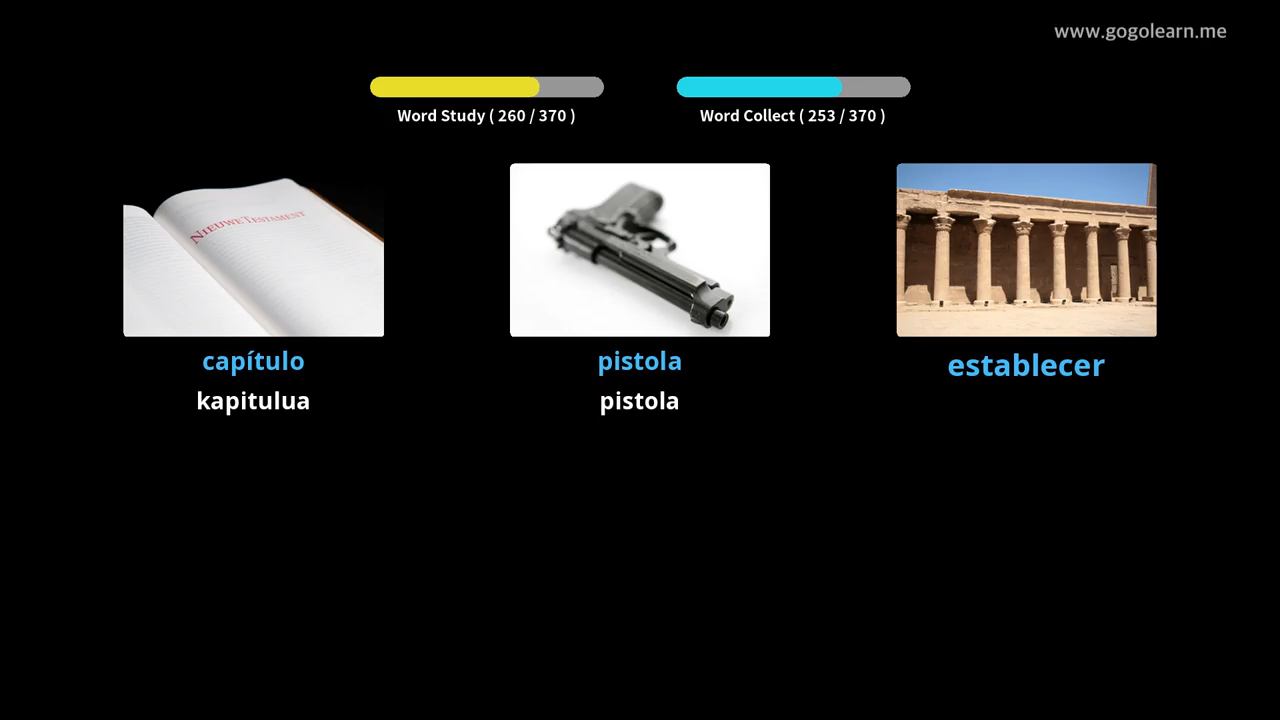 www.gogolearn.me
Word Study ( 260 / 370 )
Word Collect ( 253 / 370 )
NIEUWE TESTAMENT
capítulo
pistola
establecer
kapitulua
pistola